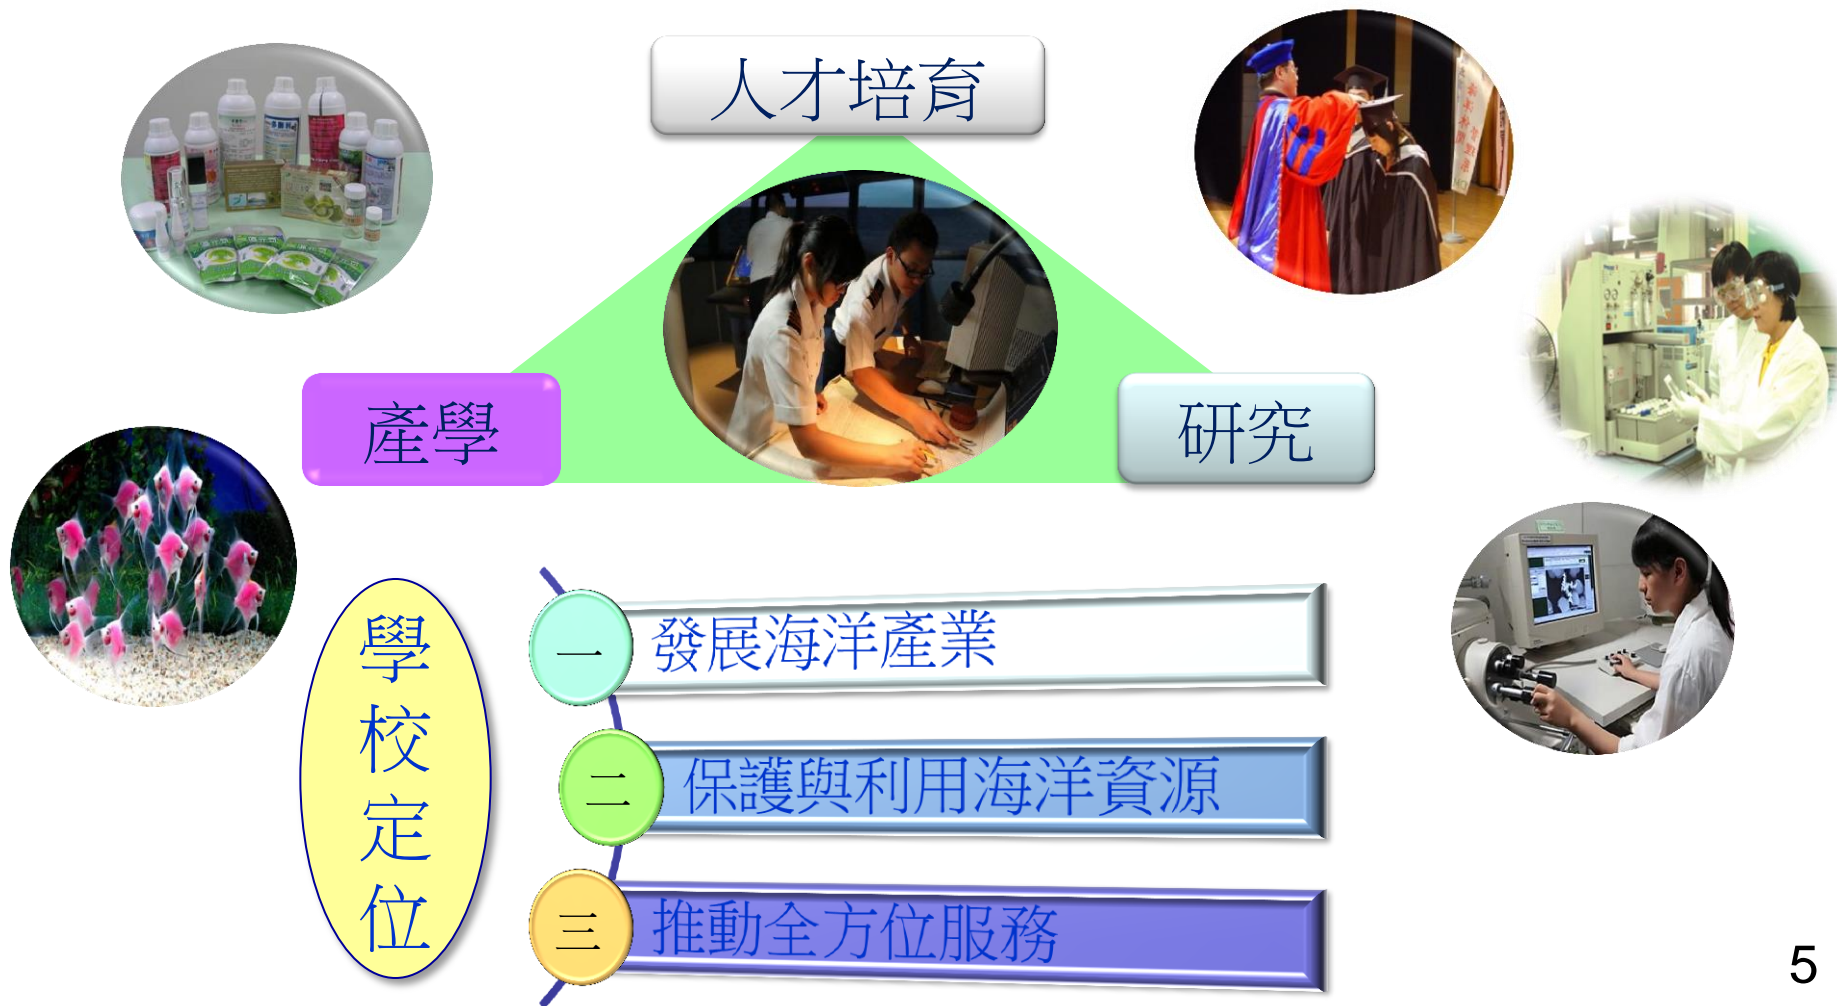 人才培育
產學
研究
學校定位
一
發展海洋產業
二
保護與利用海洋資源
三
推動全方位服務
5